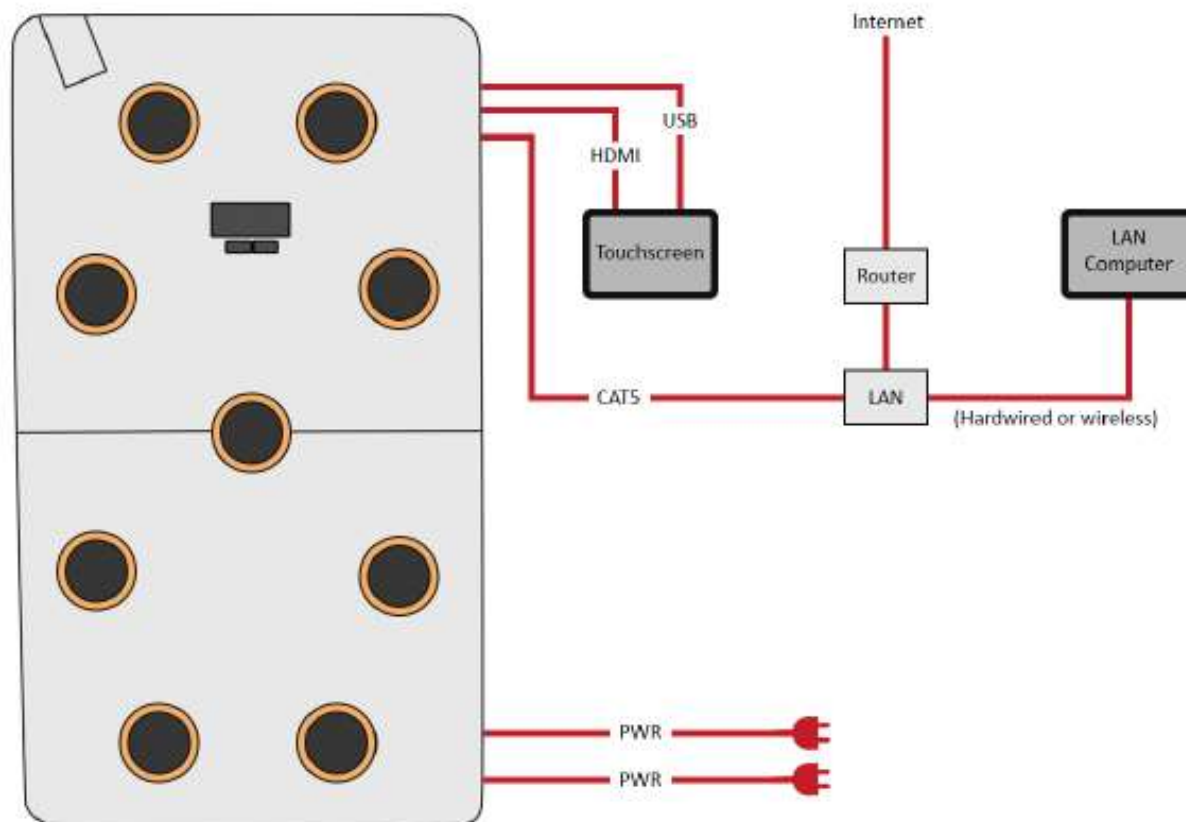 Internet
USB
HDMI
Touchscreen
LAN
Computer
Router
CAT5
LAN
(Hardwired or wireless)
PWR
PWR